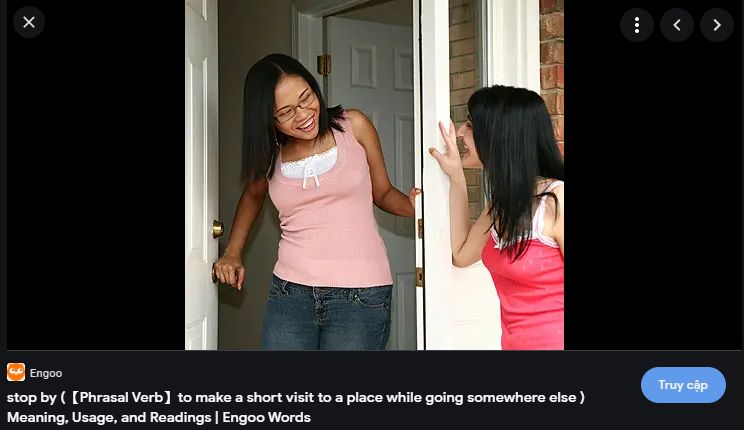 Engoo
stop by (【Phrasal Verb】to make a short visit to a place while going somewhere else )
Meaning, Usage, and Readings | Engoo Words
Truy cập